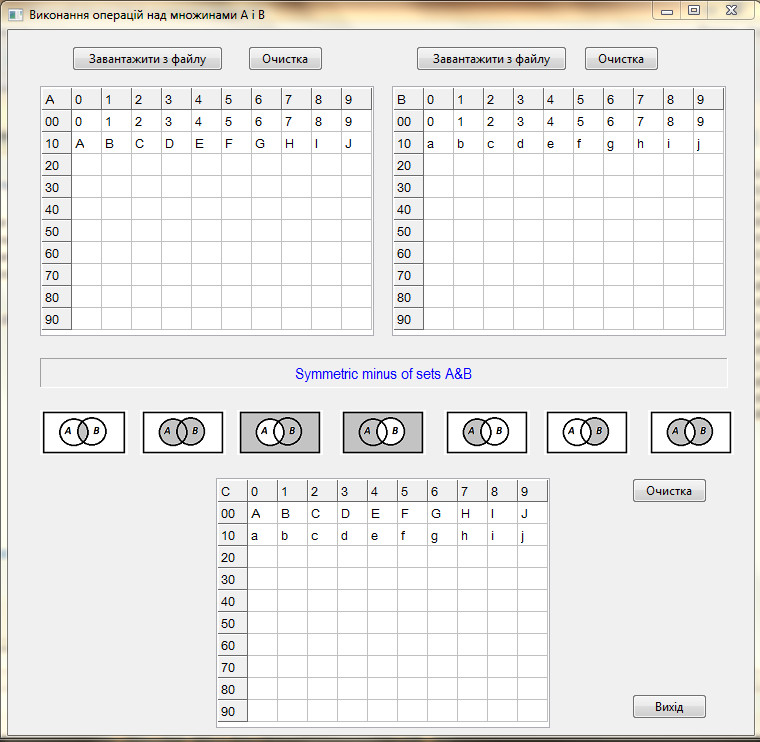 Виконання операцій над множинами A і B
Завантажити з файлу Очистка Завантажити з файлу Очистка
A 0 1 2 3 4 5 6 7 8 9
00 0 1 2 3 4 5 6 7 8 9
10 A B C D E F G H I J
20
30
40
50
60
70
80
90
B 0 1 2 3 4 5 6 7 8 9
00 0 1 2 3 4 5 6 7 8 9
10 a b c d e f g h i j
20
30
40
50
60
70
80
90
Symmetric minus of sets A&B
A B A B A B A B A B A B A B
C 0 1 2 3 4 5 6 7 8 9
00 A B C D E F G H I J
10 a b c d e f g h i j
20
30
40
50
60
70
80
90
Очистка
Вихід